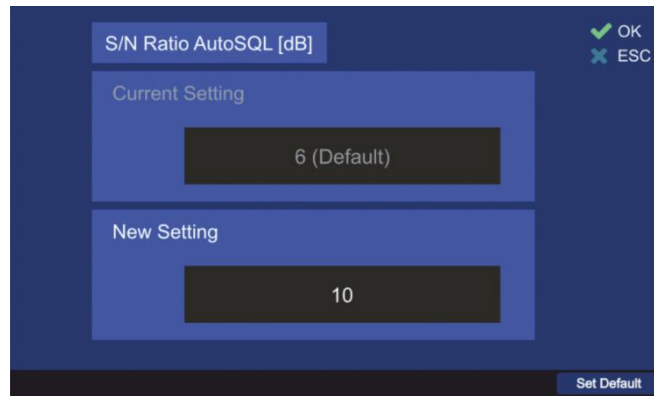 S/N Ratio AutoSQL [dB]
OK
ESC
Current Setting
6 (Default)
New Setting
10
Set Default